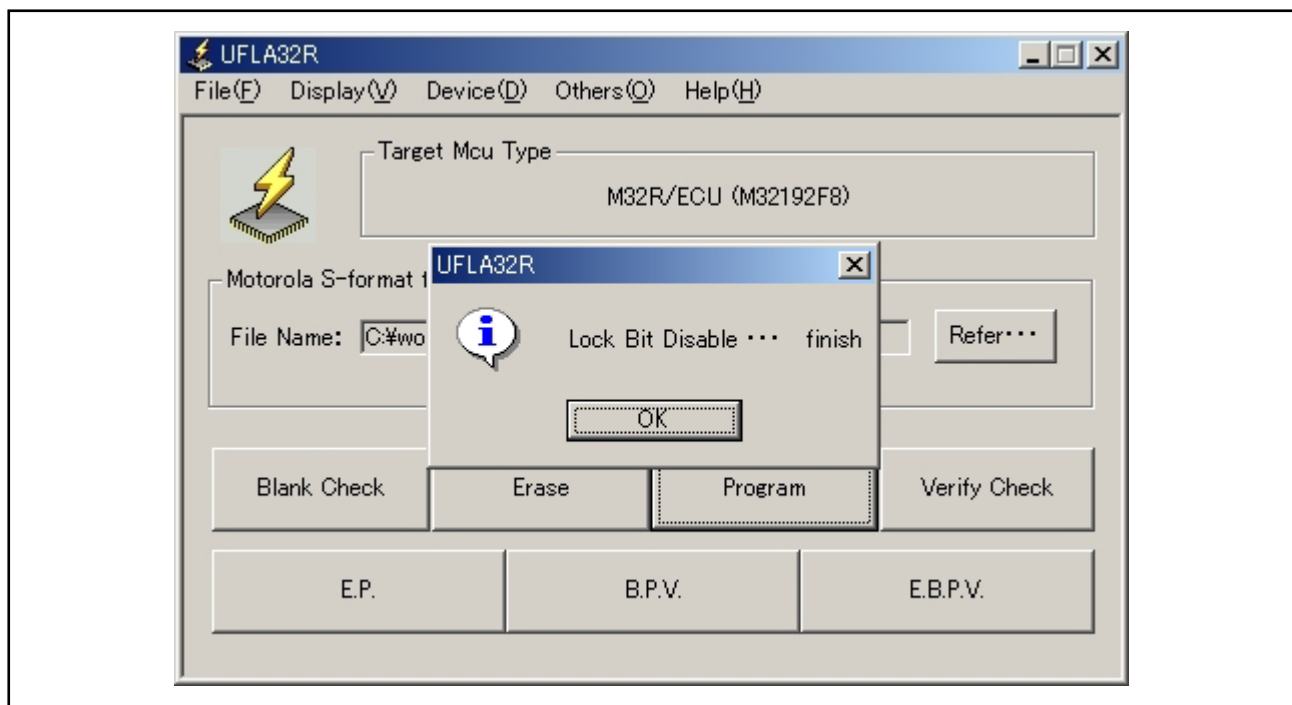 UFLA32R
File(F) Display(V) Device(D) Others(O) Help(H)
Target Mcu Type
M32R/ECU (M32192F8)
Motorola S-format
File Name: C:¥wo
Refer···
UFLA32R
Lock Bit Disable ··· finish
OK
Blank Check
Erase
Program
Verify Check
E.P.
B.P.V.
E.B.P.V.